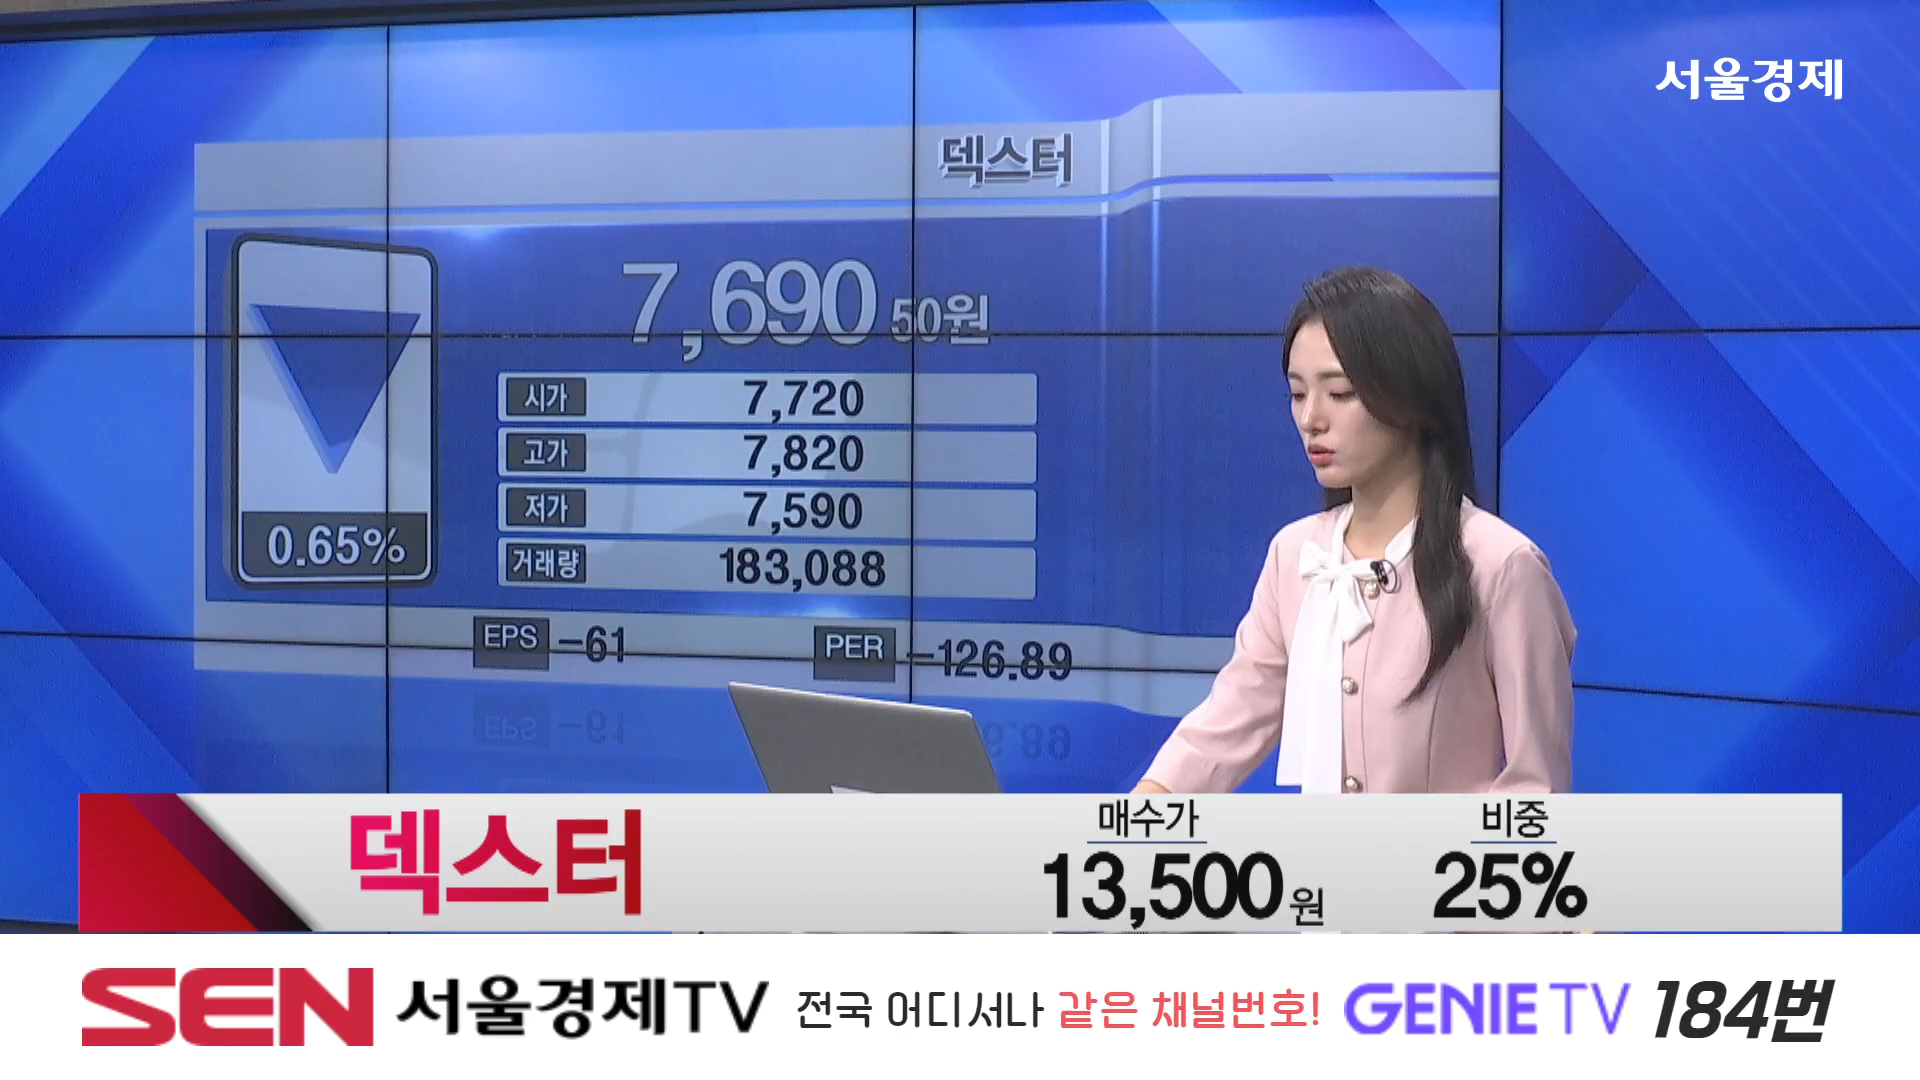 서울경제
덱스터
7,690 50원
시가 7,720
고가 7,820
저가 7,590
거래량 183,088
0.65%
EPS -61 PER -126.89
덱스터
매수가 비중
13,500원 25%
SEN 서울경제TV 전국 어디서나 같은 채널번호! GENIE TV 184번